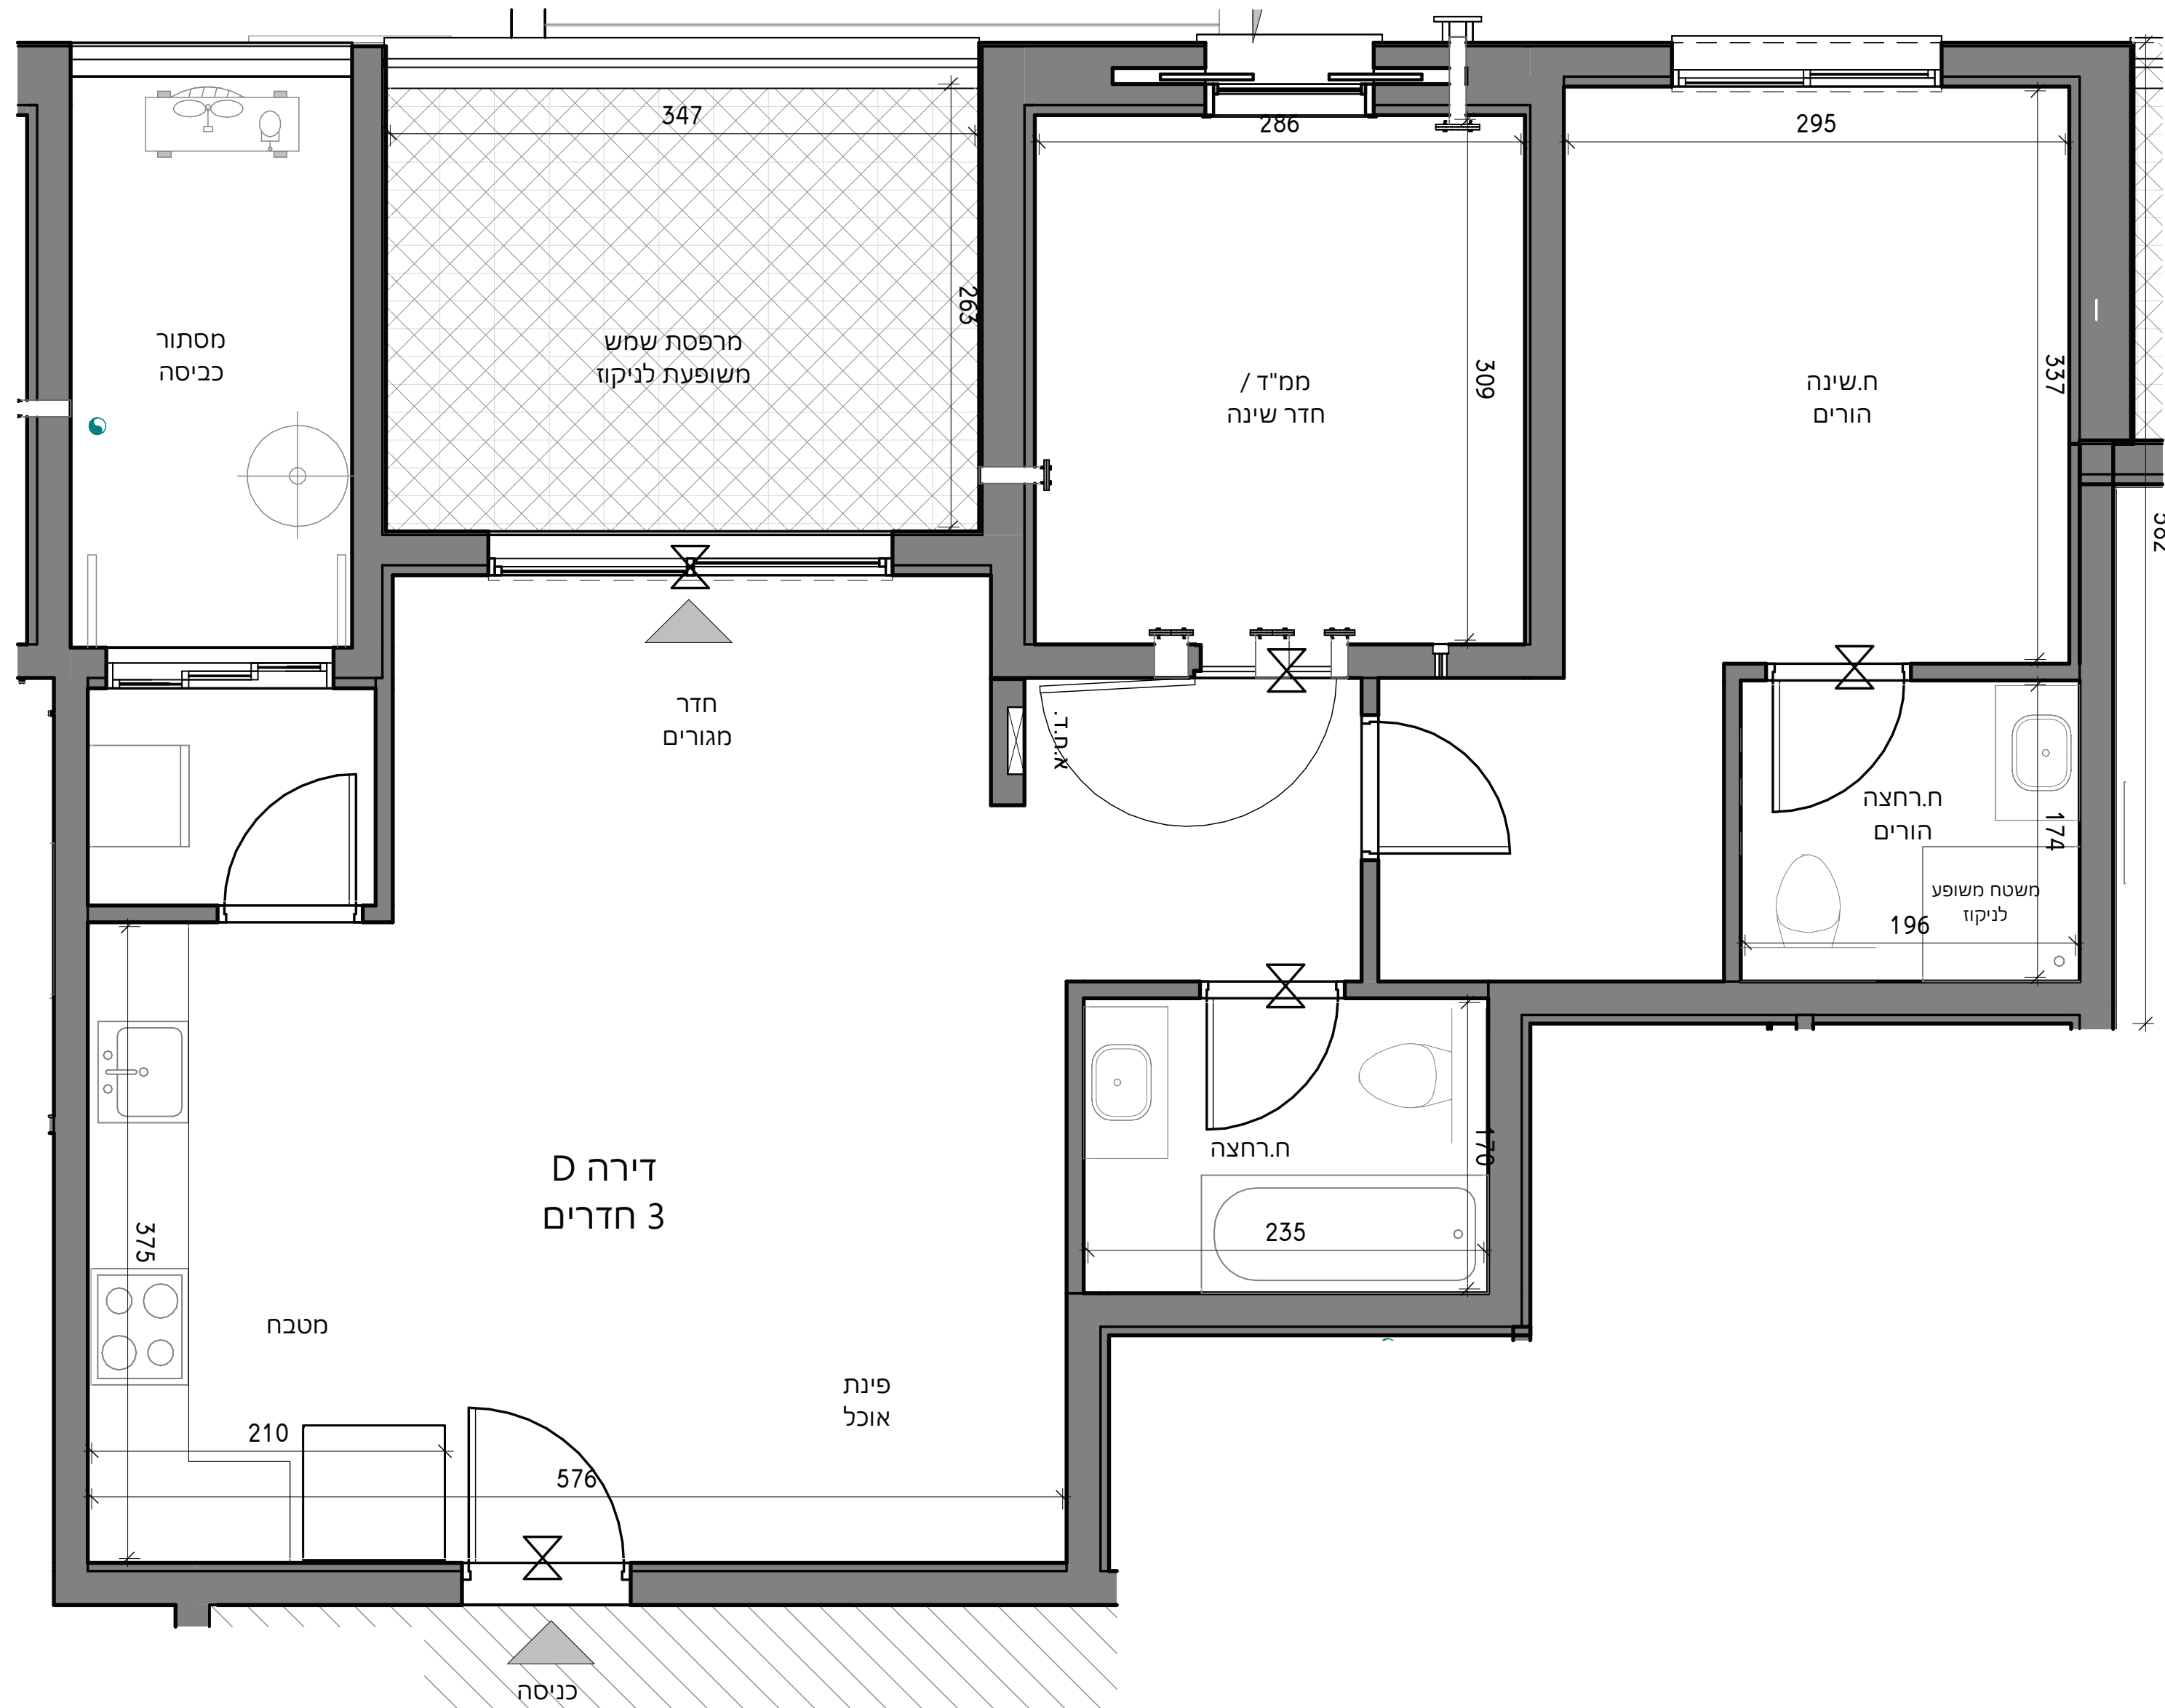 347
286
295
263
309
337
מסתור
כביסה
מרפסת שמש
משופעת לניקוז
ממ"ד /
חדר שינה
ח.שינה
הורים
חדר
מגורים
א.ח.ד.
ח.רחצה
הורים
174
משטח משופע
לניקוז
196
ח.רחצה
170
235
דירה D
3 חדרים
375
מטבח
פינת
אוכל
210
576
כניסה